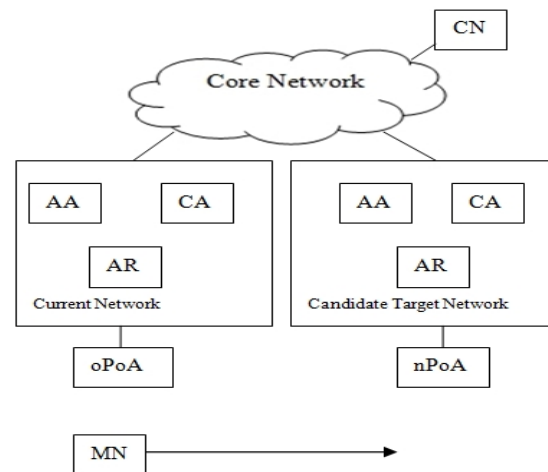 CN
Core Network
AA
CA
AR
Current Network
AA
CA
AR
Candidate Target Network
oPoA
nPoA
MN